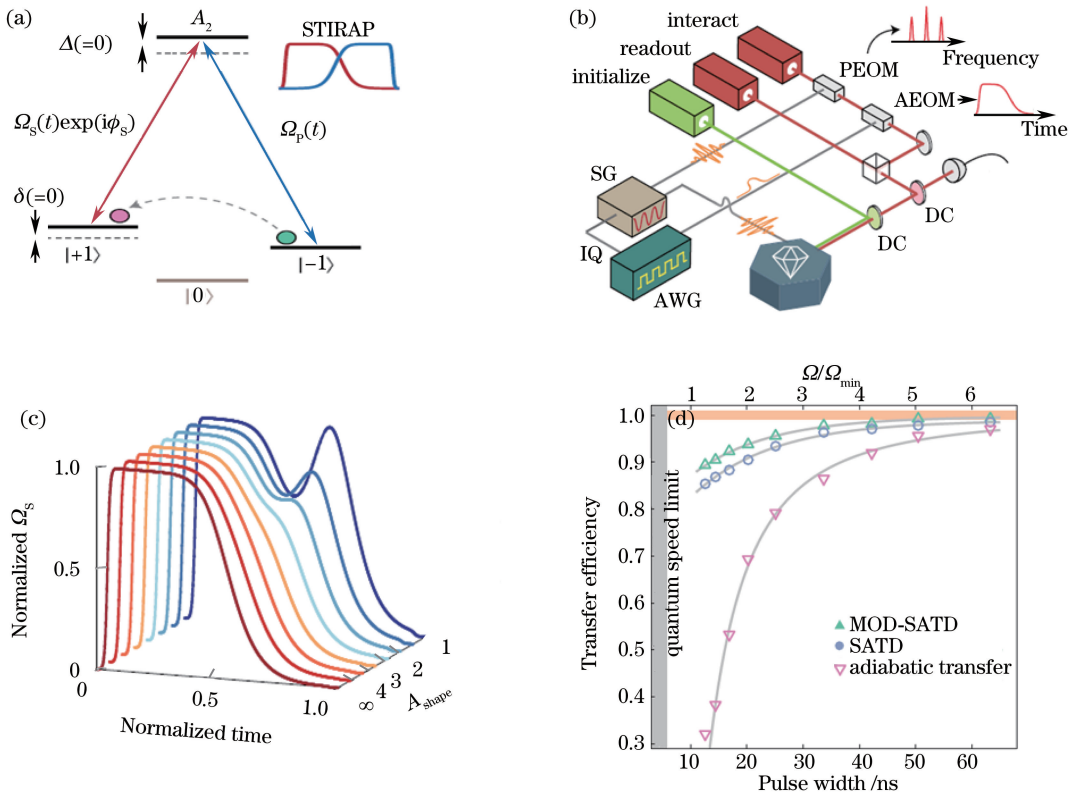 (a)
A₂
Δ(=0)
STIRAP
Ωₛ(t)exp(iϕₛ)
Ωₚ(t)
δ(=0)
|+1⟩
|−1⟩
|0⟩
(b)
interact
readout
initialize
PEOM
Frequency
AEOM
Time
SG
IQ
AWG
DC
DC
(c)
Normalized Ωₛ
1.0
0.5
0
0
0.5
1.0
Normalized time
∞
4
3
2
1
A_shape
(d)
Ω/Ω_min
1 2 3 4 5 6
Transfer efficiency
1.0
0.9
0.8
0.7
0.6
0.5
0.4
0.3
quantum speed limit
MOD-SATD
SATD
adiabatic transfer
10 20 30 40 50 60
Pulse width /ns